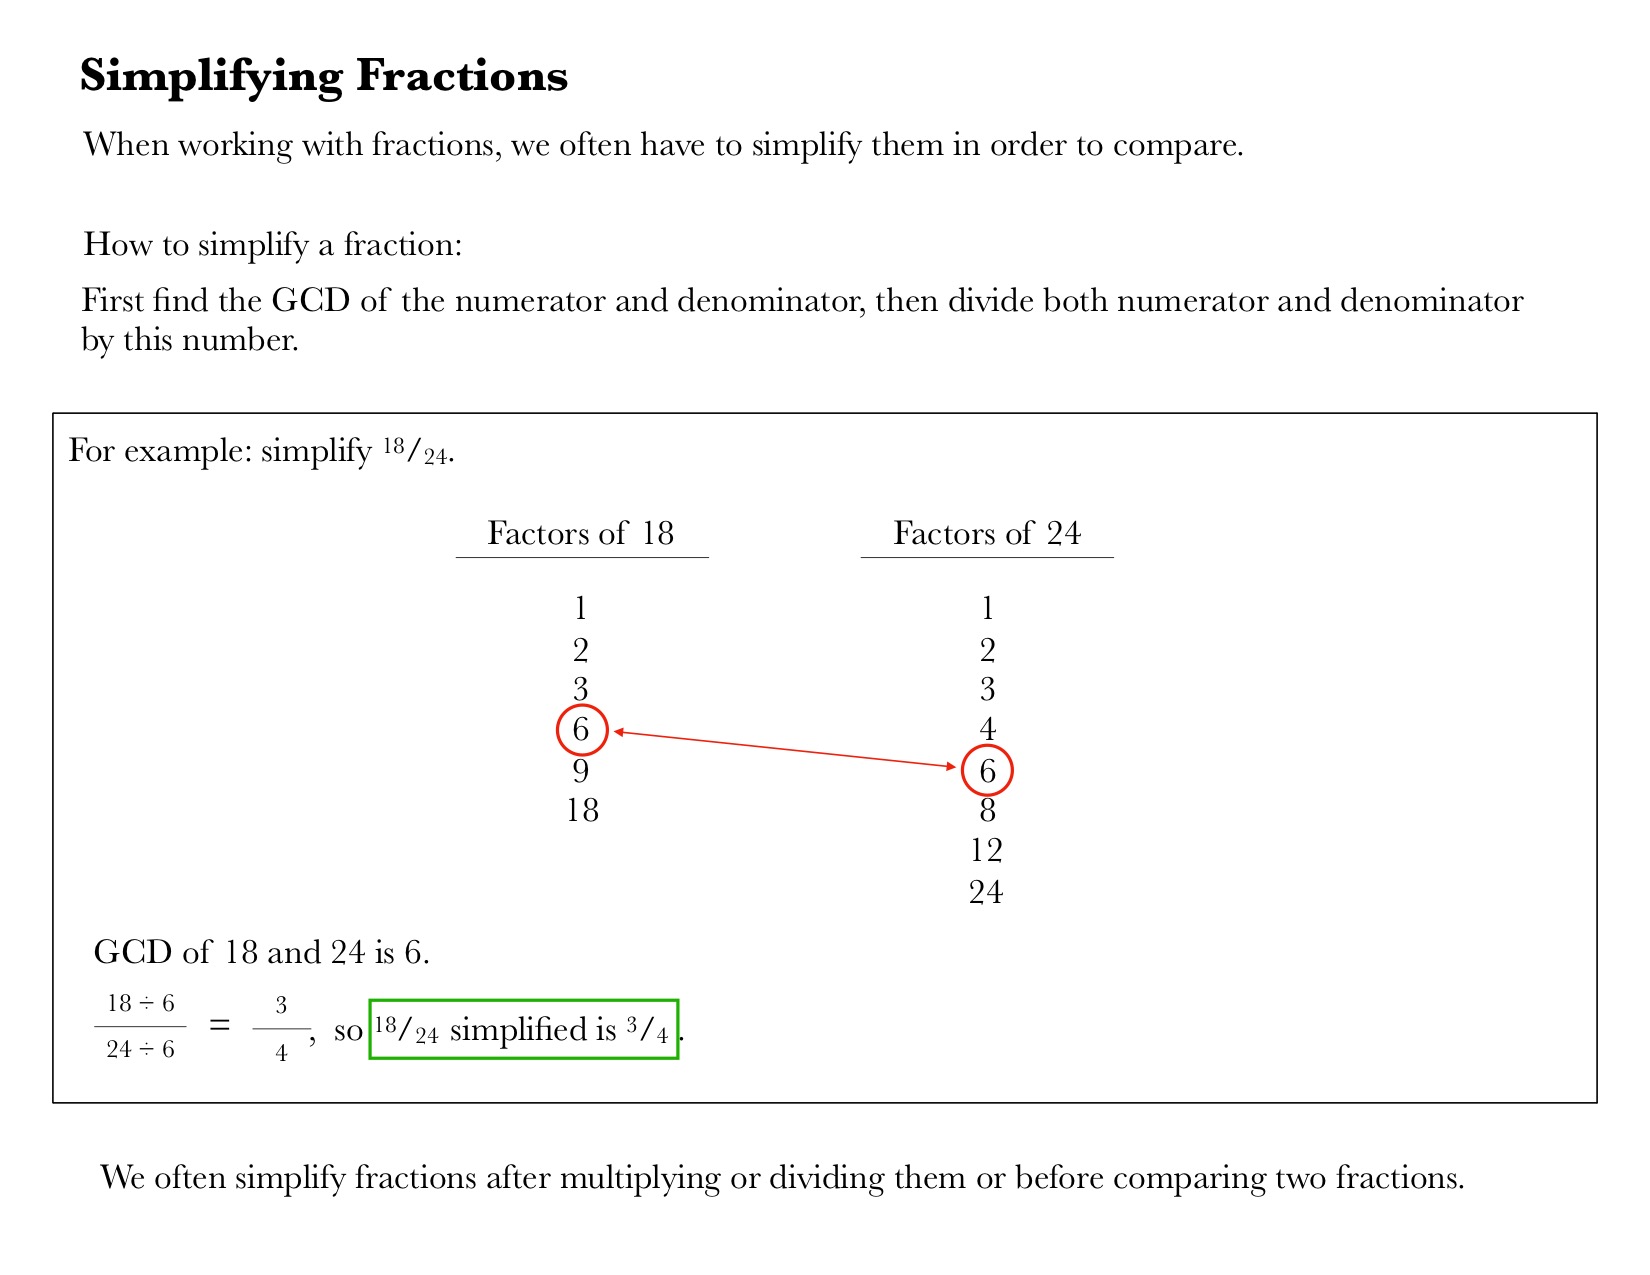 Simplifying Fractions
When working with fractions, we often have to simplify them in order to compare.
How to simplify a fraction:
First find the GCD of the numerator and denominator, then divide both numerator and denominator
by this number.
For example: simplify 18/24.
Factors of 18
1
2
3
6
9
18
Factors of 24
1
2
3
4
6
8
12
24
GCD of 18 and 24 is 6.
18 ÷ 6
24 ÷ 6
=
3
4
, so 18/24 simplified is 3/4.
We often simplify fractions after multiplying or dividing them or before comparing two fractions.